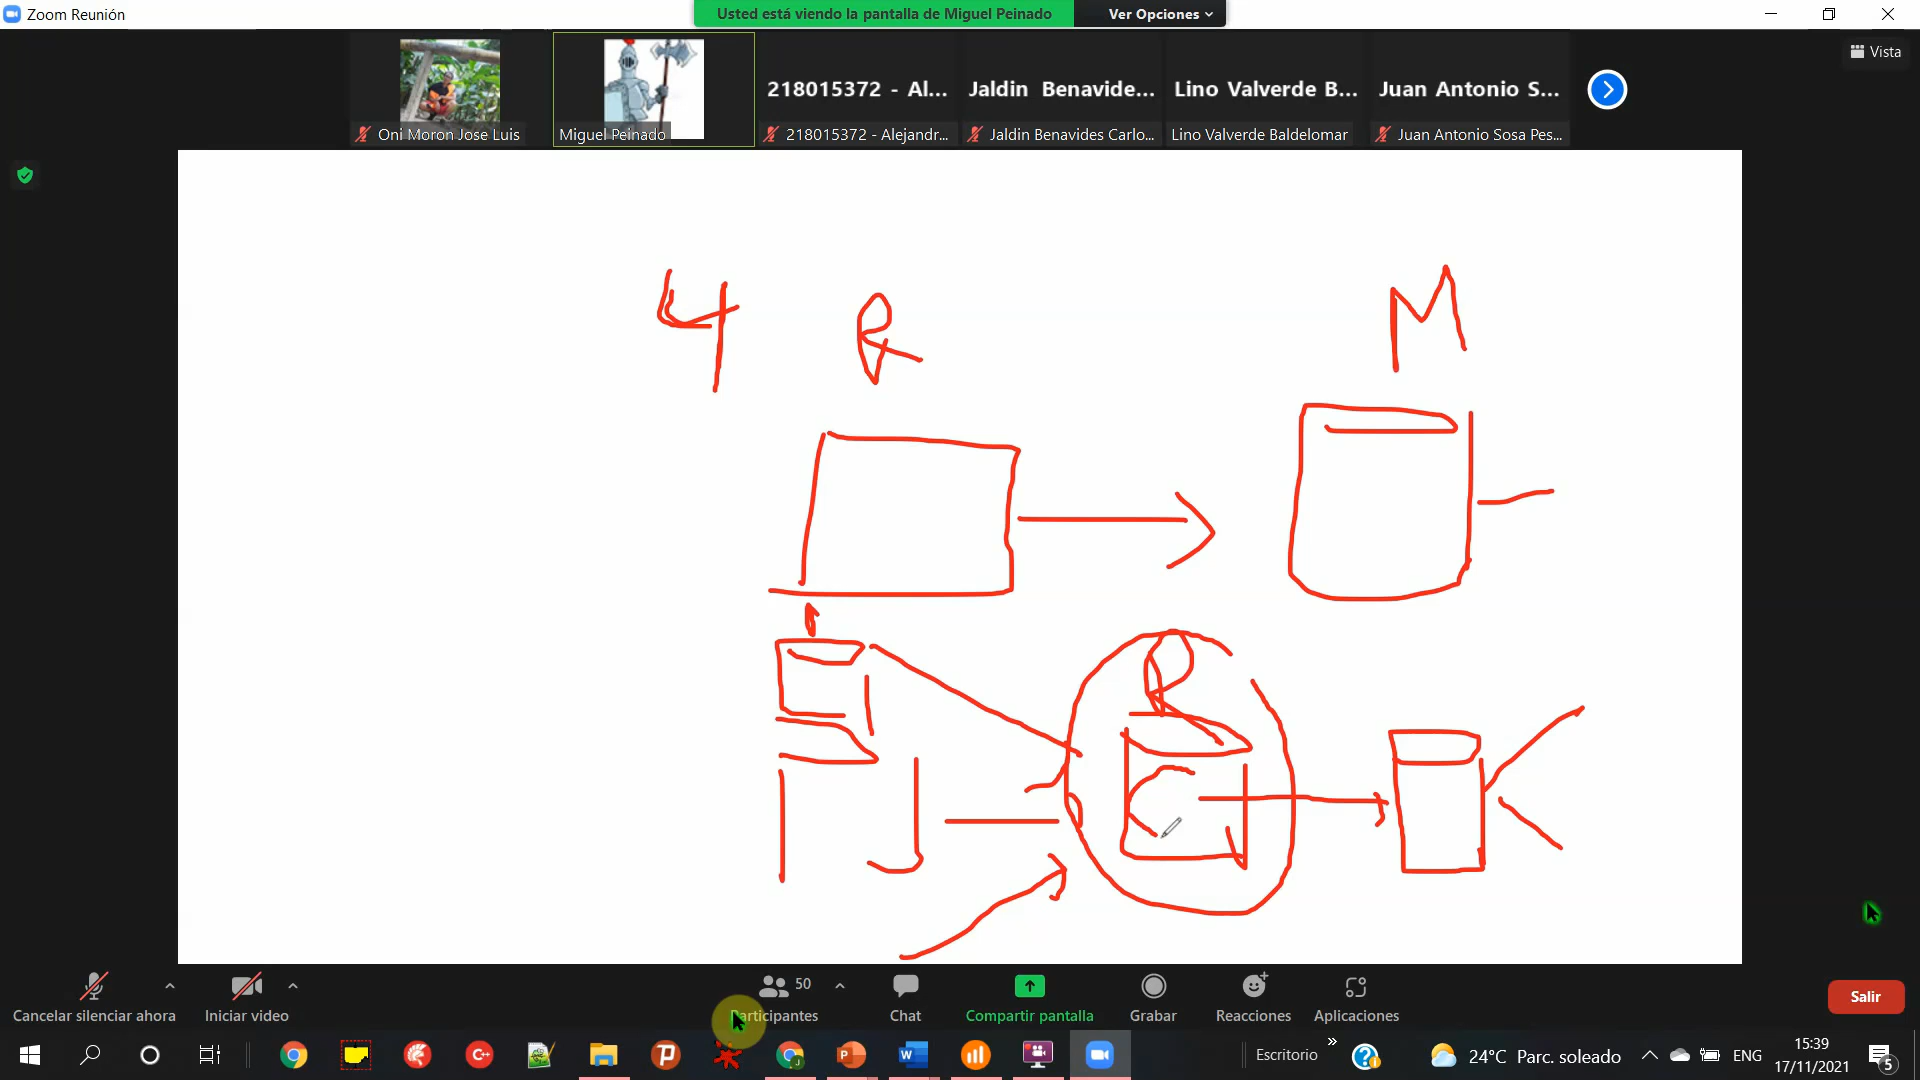 Zoom Reunión
Usted está viendo la pantalla de Miguel Peinado
Ver Opciones
Vista
218015372 - Al...
Jaldin Benavide...
Lino Valverde B...
Juan Antonio S...
Oni Moron Jose Luis
Miguel Peinado
218015372 - Alejandr...
Jaldin Benavides Carlo...
Lino Valverde Baldelomar
Juan Antonio Sosa Pes...
4 R M
R
C
Cancelar silenciar ahora
Iniciar video
50
Participantes
Chat
Compartir pantalla
Grabar
Reacciones
Aplicaciones
Salir
Escritorio
24°C Parc. soleado
ENG
15:39
17/11/2021
5